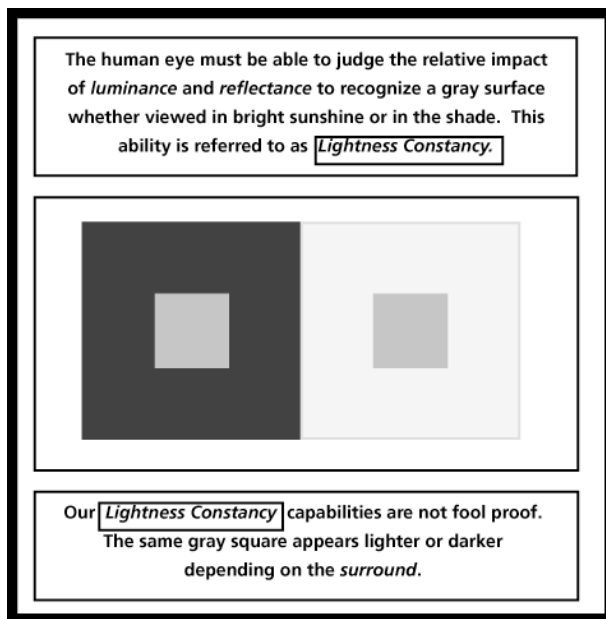 The human eye must be able to judge the relative impact
of luminance and reflectance to recognize a gray surface
whether viewed in bright sunshine or in the shade.  This
ability is referred to as Lightness Constancy.
Our Lightness Constancy capabilities are not fool proof.
The same gray square appears lighter or darker
depending on the surround.